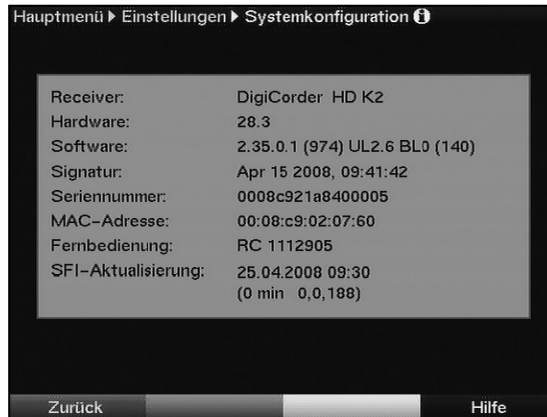 Hauptmenü ▶ Einstellungen ▶ Systemkonfiguration ℹ
Receiver: DigiCorder HD K2
Hardware: 28.3
Software: 2.35.0.1 (974) UL2.6 BL0 (140)
Signatur: Apr 15 2008, 09:41:42
Seriennummer: 0008c921a8400005
MAC-Adresse: 00:08:c9:02:07:60
Fernbedienung: RC 1112905
SFI-Aktualisierung: 25.04.2008 09:30
(0 min 0,0,188)
Zurück Hilfe